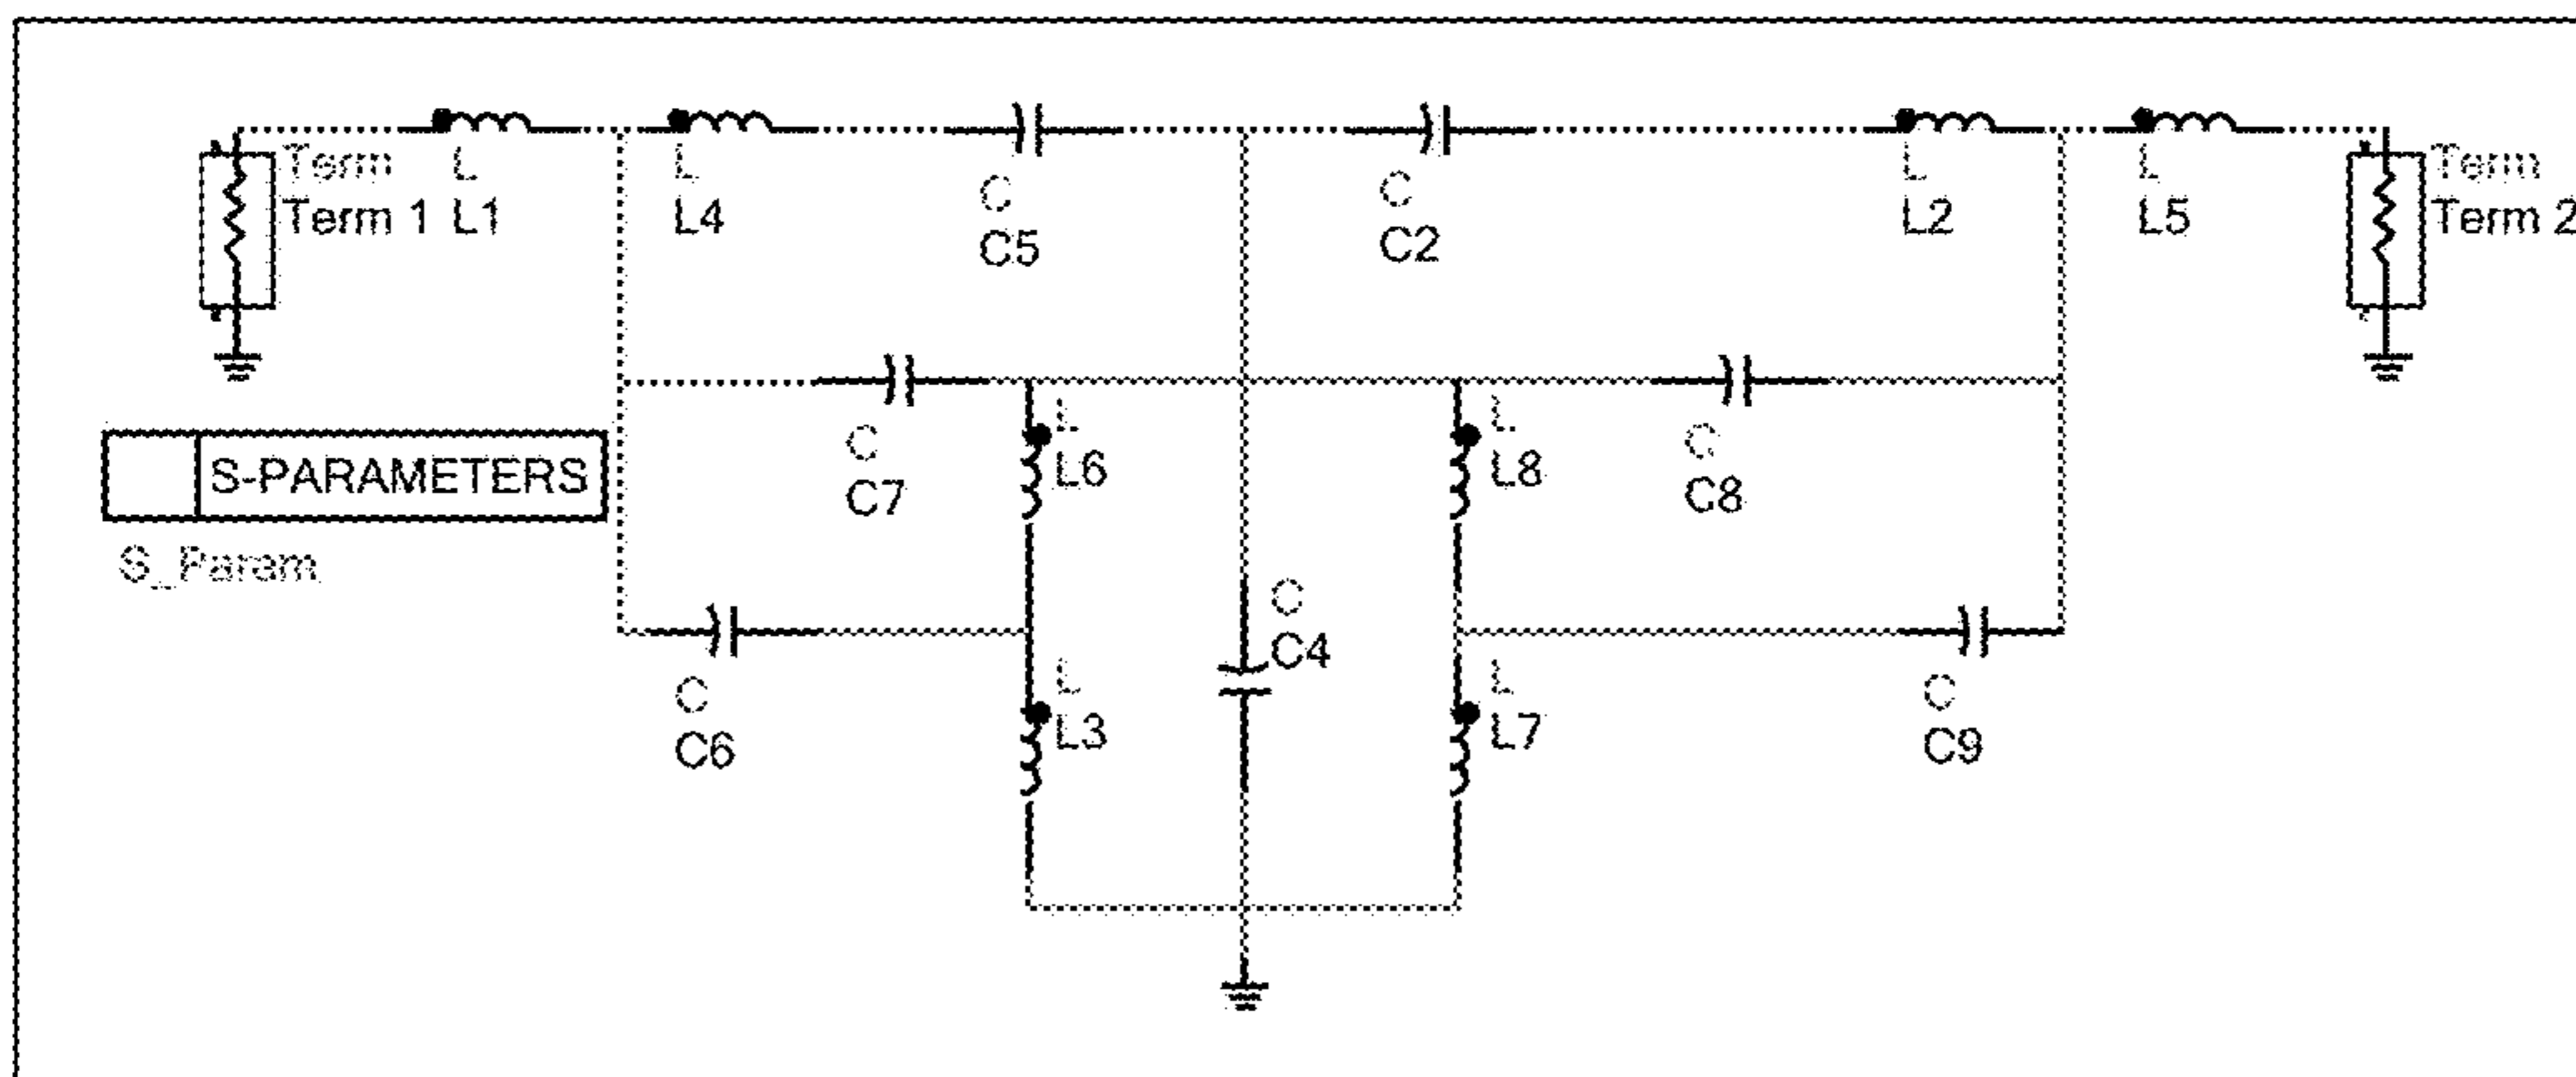 Term L L C C L L Term
Term 1 L1 L4 C5 C2 L2 L5 Term 2
C L L C
C7 L6 L8 C8
S-PARAMETERS
S_Param
C L C L C
C6 L3 C4 L7 C9